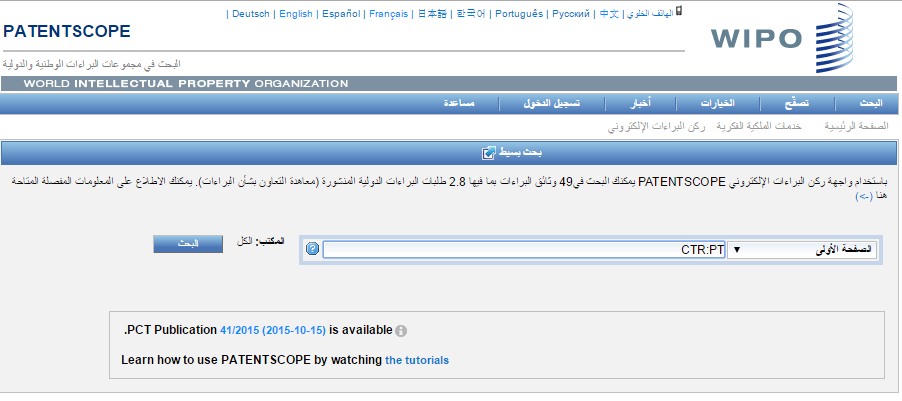 | Deutsch | English | Español | Français | 日本語 | 한국어 | Português | Русский | 中文 | الهاتف الخلوي
PATENTSCOPE
WIPO
البحث في مجموعات البراءات الوطنية والدولية
WORLD INTELLECTUAL PROPERTY ORGANIZATION
البحث | تصفّح | الخيارات | أخبار | تسجيل الدخول | مساعدة
الصفحة الرئيسية خدمات الملكية الفكرية ركن البراءات الإلكتروني
بحث بسيط
باستخدام واجهة ركن البراءات الإلكتروني PATENTSCOPE يمكنك البحث في49 وثائق البراءات بما فيها 2.8 طلبات البراءات الدولية المنشورة (معاهدة التعاون بشأن البراءات). يمكنك الاطلاع على المعلومات المفصلة المتاحة
هنا (->)
الصفحة الأولى ▼ CTR:PT ? المكتب: الكل البحث
.PCT Publication 41/2015 (2015-10-15) is available i
Learn how to use PATENTSCOPE by watching the tutorials